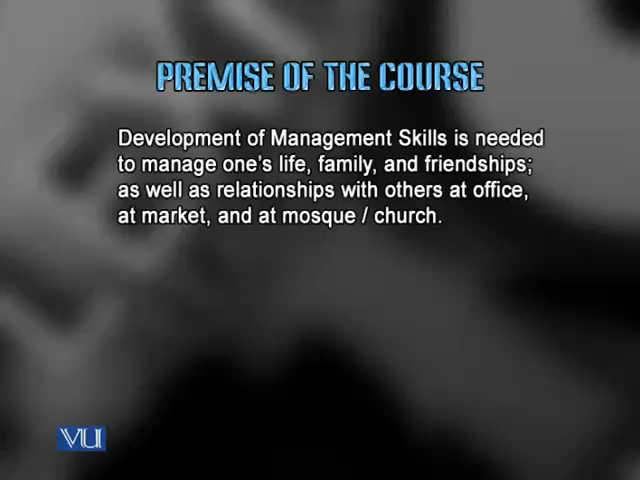 PREMISE OF THE COURSE
Development of Management Skills is needed
to manage one's life, family, and friendships;
as well as relationships with others at office,
at market, and at mosque / church.
VU